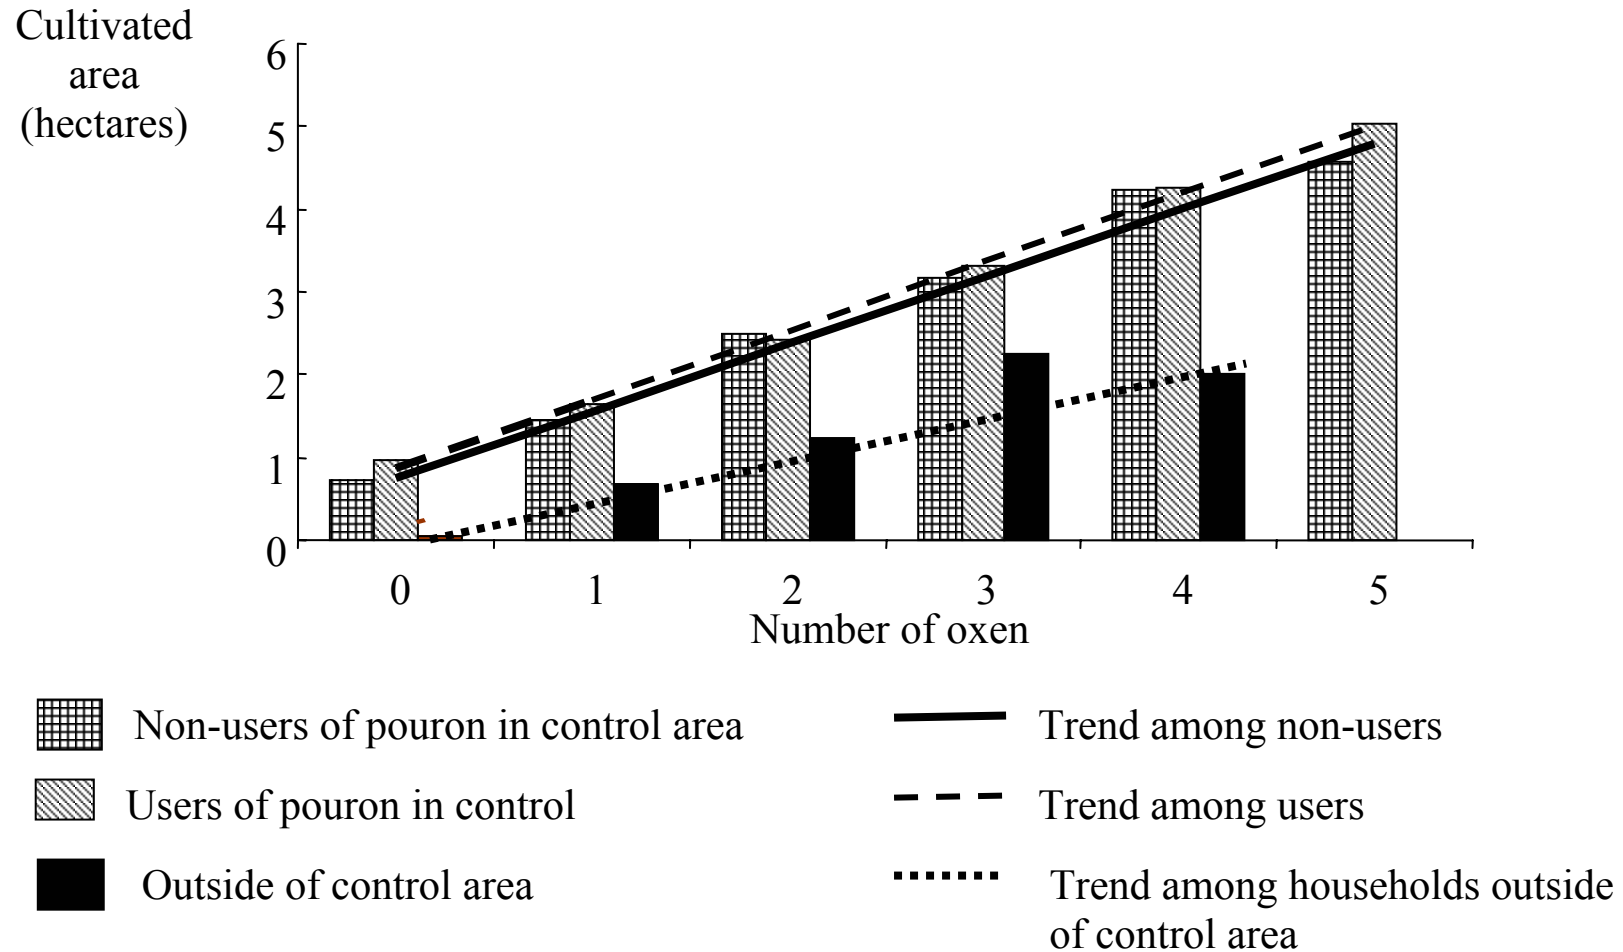 Cultivated
area
(hectares)
6
5
4
3
2
1
0
0 1 2 3 4 5
Number of oxen
Non-users of pouron in control area
Trend among non-users
Users of pouron in control
Trend among users
Outside of control area
Trend among households outside
of control area